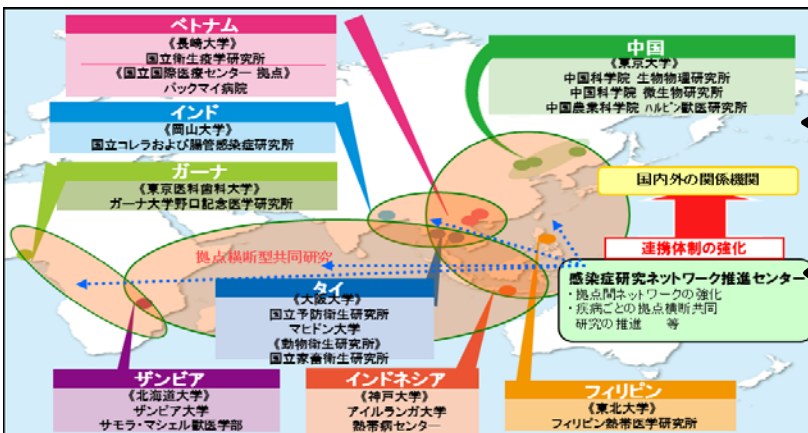 ベトナム
《長崎大学》
国立衛生疫学研究所
《国立国際医療センター 拠点》
バックマイ病院
中国
《東京大学》
中国科学院 生物物理研究所
中国科学院 微生物研究所
中国農業科学院 ハルビン獣医研究所
インド
《岡山大学》
国立コレラおよび腸管感染症研究所
ガーナ
《東京医科歯科大学》
ガーナ大学野口記念医学研究所
国内外の関係機関
連携体制の強化
拠点横断型共同研究
感染症研究ネットワーク推進センター
・拠点間ネットワークの強化
・疾病ごとの拠点横断共同
研究の推進 等
タイ
《大阪大学》
国立予防衛生研究所
マヒドン大学
《動物衛生研究所》
国立家畜衛生研究所
ザンビア
《北海道大学》
ザンビア大学
サモラ・マシェル獣医学部
インドネシア
《神戸大学》
アイルランガ大学
熱帯病センター
フィリピン
《東北大学》
フィリピン熱帯医学研究所